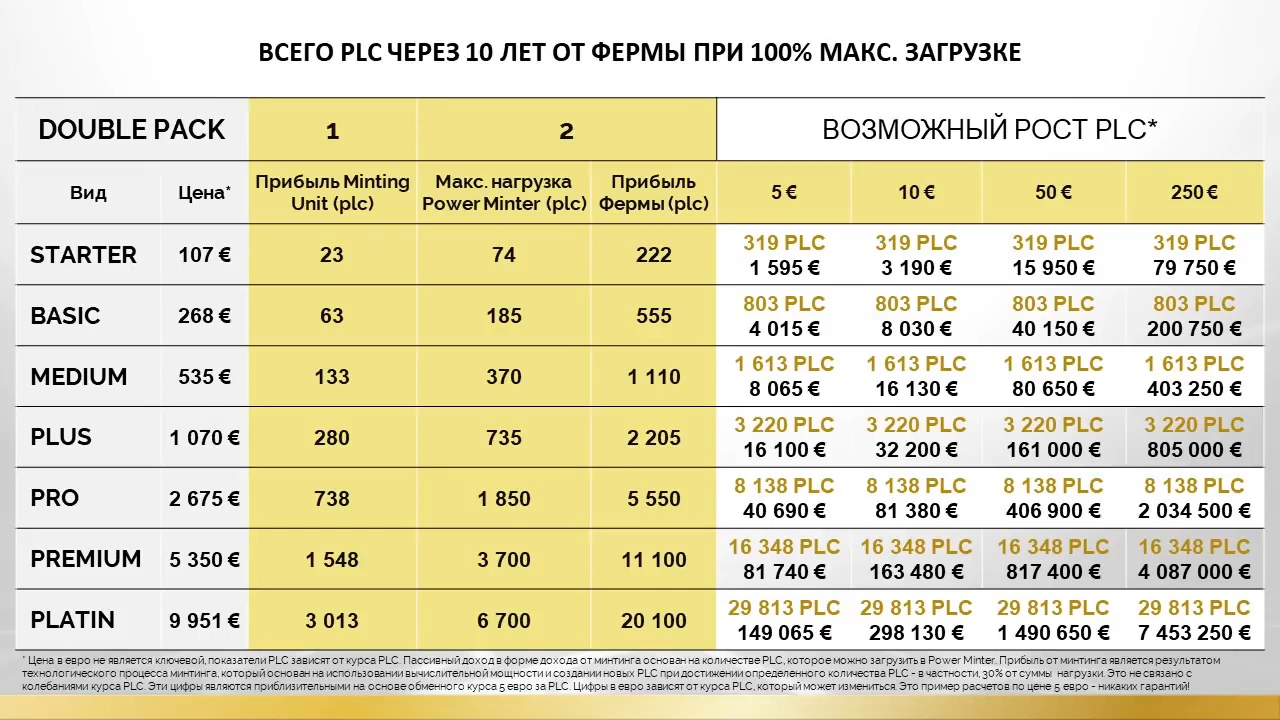 ВСЕГО PLC ЧЕРЕЗ 10 ЛЕТ ОТ ФЕРМЫ ПРИ 100% МАКС. ЗАГРУЗКЕ
DOUBLE PACK 1 2 ВОЗМОЖНЫЙ РОСТ PLC*
Вид Цена* Прибыль Minting Unit (plc) Макс. нагрузка Power Minter (plc) Прибыль Фермы (plc) 5 € 10 € 50 € 250 €
STARTER 107 € 23 74 222
319 PLC 319 PLC 319 PLC 319 PLC
1 595 € 3 190 € 15 950 € 79 750 €
BASIC 268 € 63 185 555
803 PLC 803 PLC 803 PLC 803 PLC
4 015 € 8 030 € 40 150 € 200 750 €
MEDIUM 535 € 133 370 1 110
1 613 PLC 1 613 PLC 1 613 PLC 1 613 PLC
8 065 € 16 130 € 80 650 € 403 250 €
PLUS 1 070 € 280 735 2 205
3 220 PLC 3 220 PLC 3 220 PLC 3 220 PLC
16 100 € 32 200 € 161 000 € 805 000 €
PRO 2 675 € 738 1 850 5 550
8 138 PLC 8 138 PLC 8 138 PLC 8 138 PLC
40 690 € 81 380 € 406 900 € 2 034 500 €
PREMIUM 5 350 € 1 548 3 700 11 100
16 348 PLC 16 348 PLC 16 348 PLC 16 348 PLC
81 740 € 163 480 € 817 400 € 4 087 000 €
PLATIN 9 951 € 3 013 6 700 20 100
29 813 PLC 29 813 PLC 29 813 PLC 29 813 PLC
149 065 € 298 130 € 1 490 650 € 7 453 250 €
* Цена в евро не является ключевой, показатели PLC зависят от курса PLC. Пассивный доход в форме дохода от минтинга основан на количестве PLC, которое можно загрузить в Power Minter. Прибыль от минтинга является результатом
технологического процесса минтинга, который основан на использовании вычислительной мощности и создании новых PLC при достижении определенного количества PLC - в частности, 30% от суммы нагрузки. Это не связано с
колебаниями курса PLC. Эти цифры являются приблизительными на основе обменного курса 5 евро за PLC. Цифры в евро зависят от курса PLC, который может измениться. Это пример расчетов по цене 5 евро - никаких гарантий!